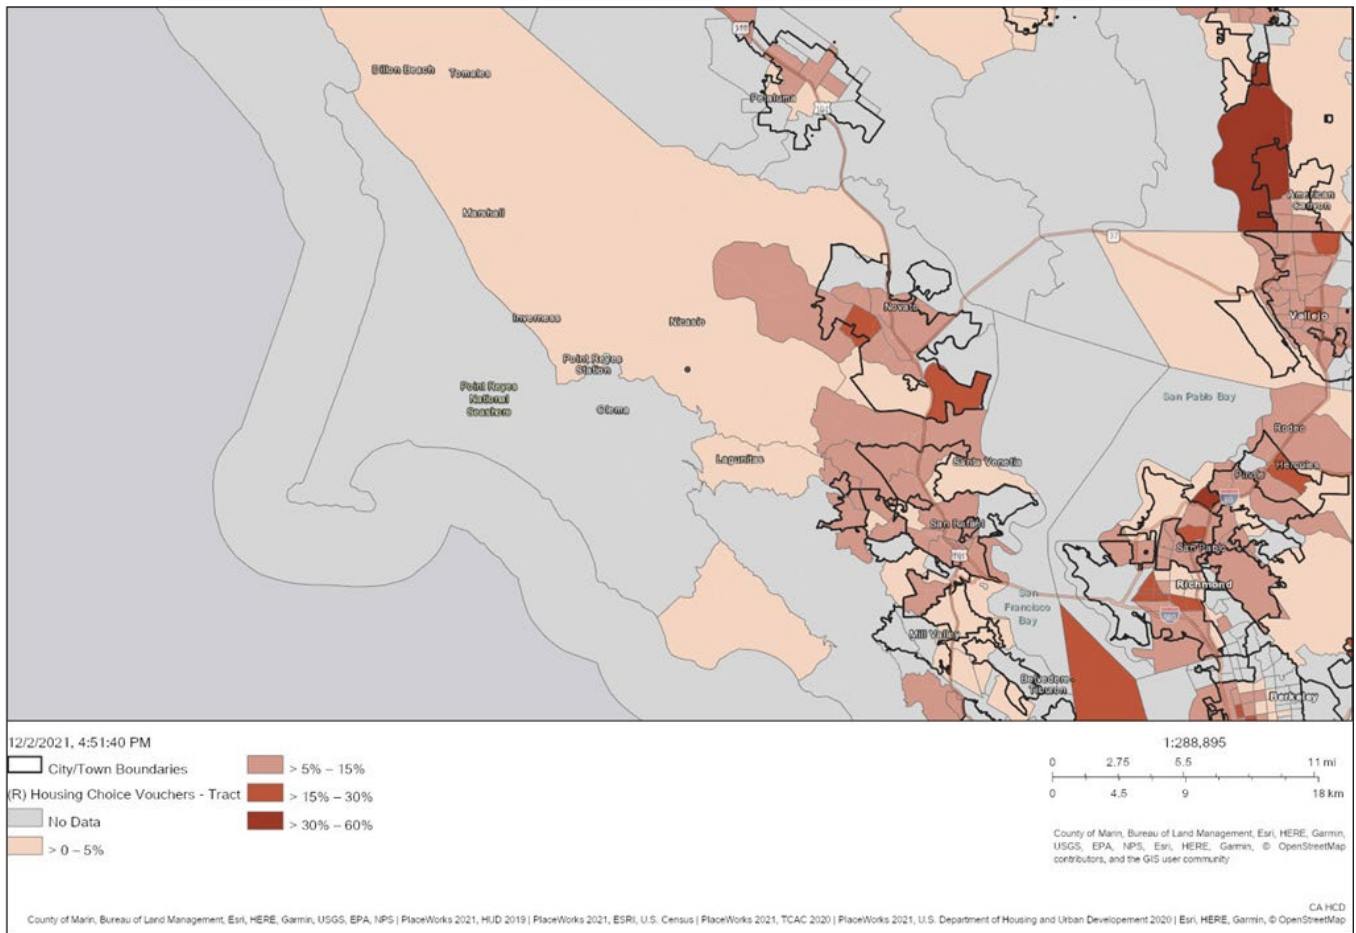 101
Dillon Beach
Tomales
Petaluma
101
American
Canyon
Marshall
37
Novato
Vallejo
Inverness
Nicasio
Point Reyes
Station
Point Reyes
National
Seashore
Olema
San Pablo Bay
Rodeo
Lagunitas
Santa Venetia
Hercules
Pinole
80
San Rafael
San Pablo
101
Richmond
San
Francisco
Bay
580
Mill Valley
Belvedere-
Tiburon
Berkeley
12/2/2021, 4:51:40 PM
City/Town Boundaries
(R) Housing Choice Vouchers - Tract
No Data
> 0 – 5%
> 5% – 15%
> 15% – 30%
> 30% – 60%
1:288,895
0 2.75 5.5 11 mi
0 4.5 9 18 km
County of Marin, Bureau of Land Management, Esri, HERE, Garmin,
USGS, EPA, NPS, Esri, HERE, Garmin, © OpenStreetMap
contributors, and the GIS user community
CA HCD
County of Marin, Bureau of Land Management, Esri, HERE, Garmin, USGS, EPA, NPS | PlaceWorks 2021, HUD 2019 | PlaceWorks 2021, ESRI, U.S. Census | PlaceWorks 2021, TCAC 2020 | PlaceWorks 2021, U.S. Department of Housing and Urban Developement 2020 | Esri, HERE, Garmin, © OpenStreetMap